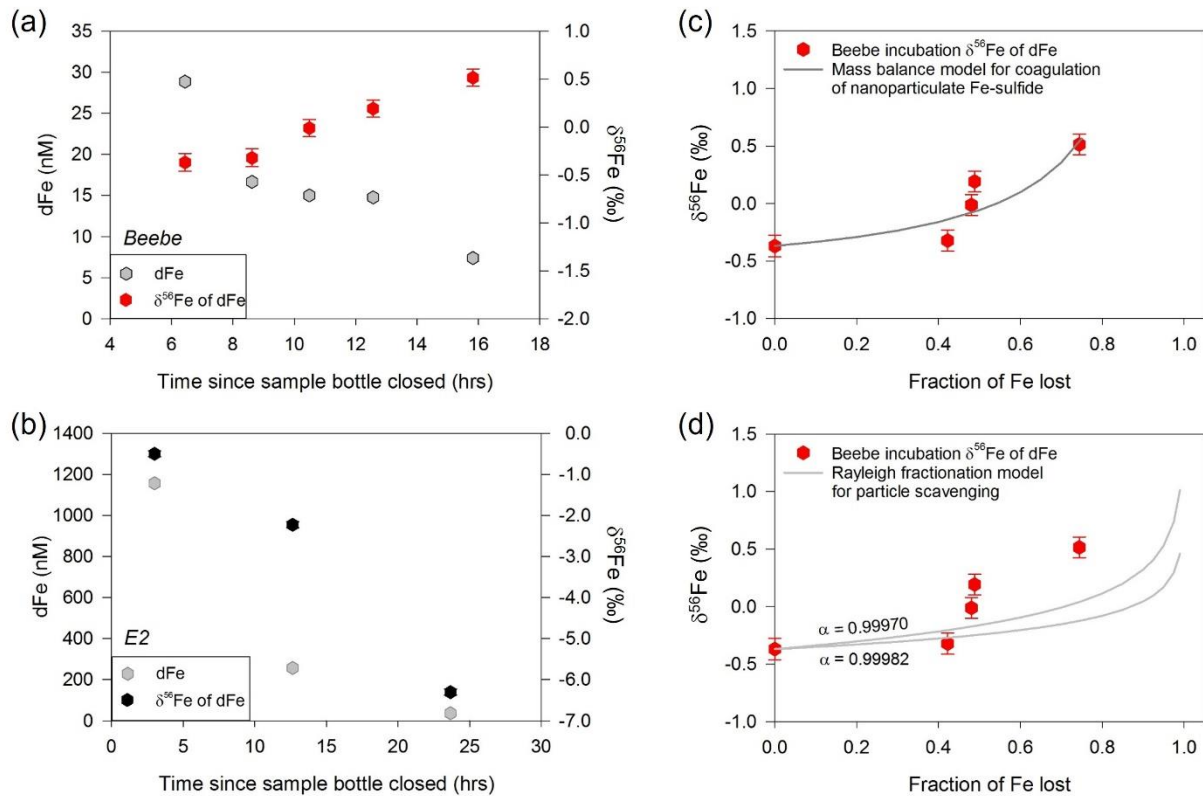 (a)
35
30
25
20
15
10
5
0
dFe (nM)
1.0
0.5
0.0
-0.5
-1.0
-1.5
-2.0
δ⁵⁶Fe (‰)
Beebe
dFe
δ⁵⁶Fe of dFe
4 6 8 10 12 14 16 18
Time since sample bottle closed (hrs)
(c)
1.5
1.0
0.5
0.0
-0.5
-1.0
δ⁵⁶Fe (‰)
Beebe incubation δ⁵⁶Fe of dFe
Mass balance model for coagulation
of nanoparticulate Fe-sulfide
0.0 0.2 0.4 0.6 0.8 1.0
Fraction of Fe lost
(b)
1400
1200
1000
800
600
400
200
0
dFe (nM)
0.0
-1.0
-2.0
-3.0
-4.0
-5.0
-6.0
-7.0
δ⁵⁶Fe (‰)
E2
dFe
δ⁵⁶Fe of dFe
0 5 10 15 20 25 30
Time since sample bottle closed (hrs)
(d)
1.5
1.0
0.5
0.0
-0.5
-1.0
δ⁵⁶Fe (‰)
Beebe incubation δ⁵⁶Fe of dFe
Rayleigh fractionation model
for particle scavenging
α = 0.99970
α = 0.99982
0.0 0.2 0.4 0.6 0.8 1.0
Fraction of Fe lost